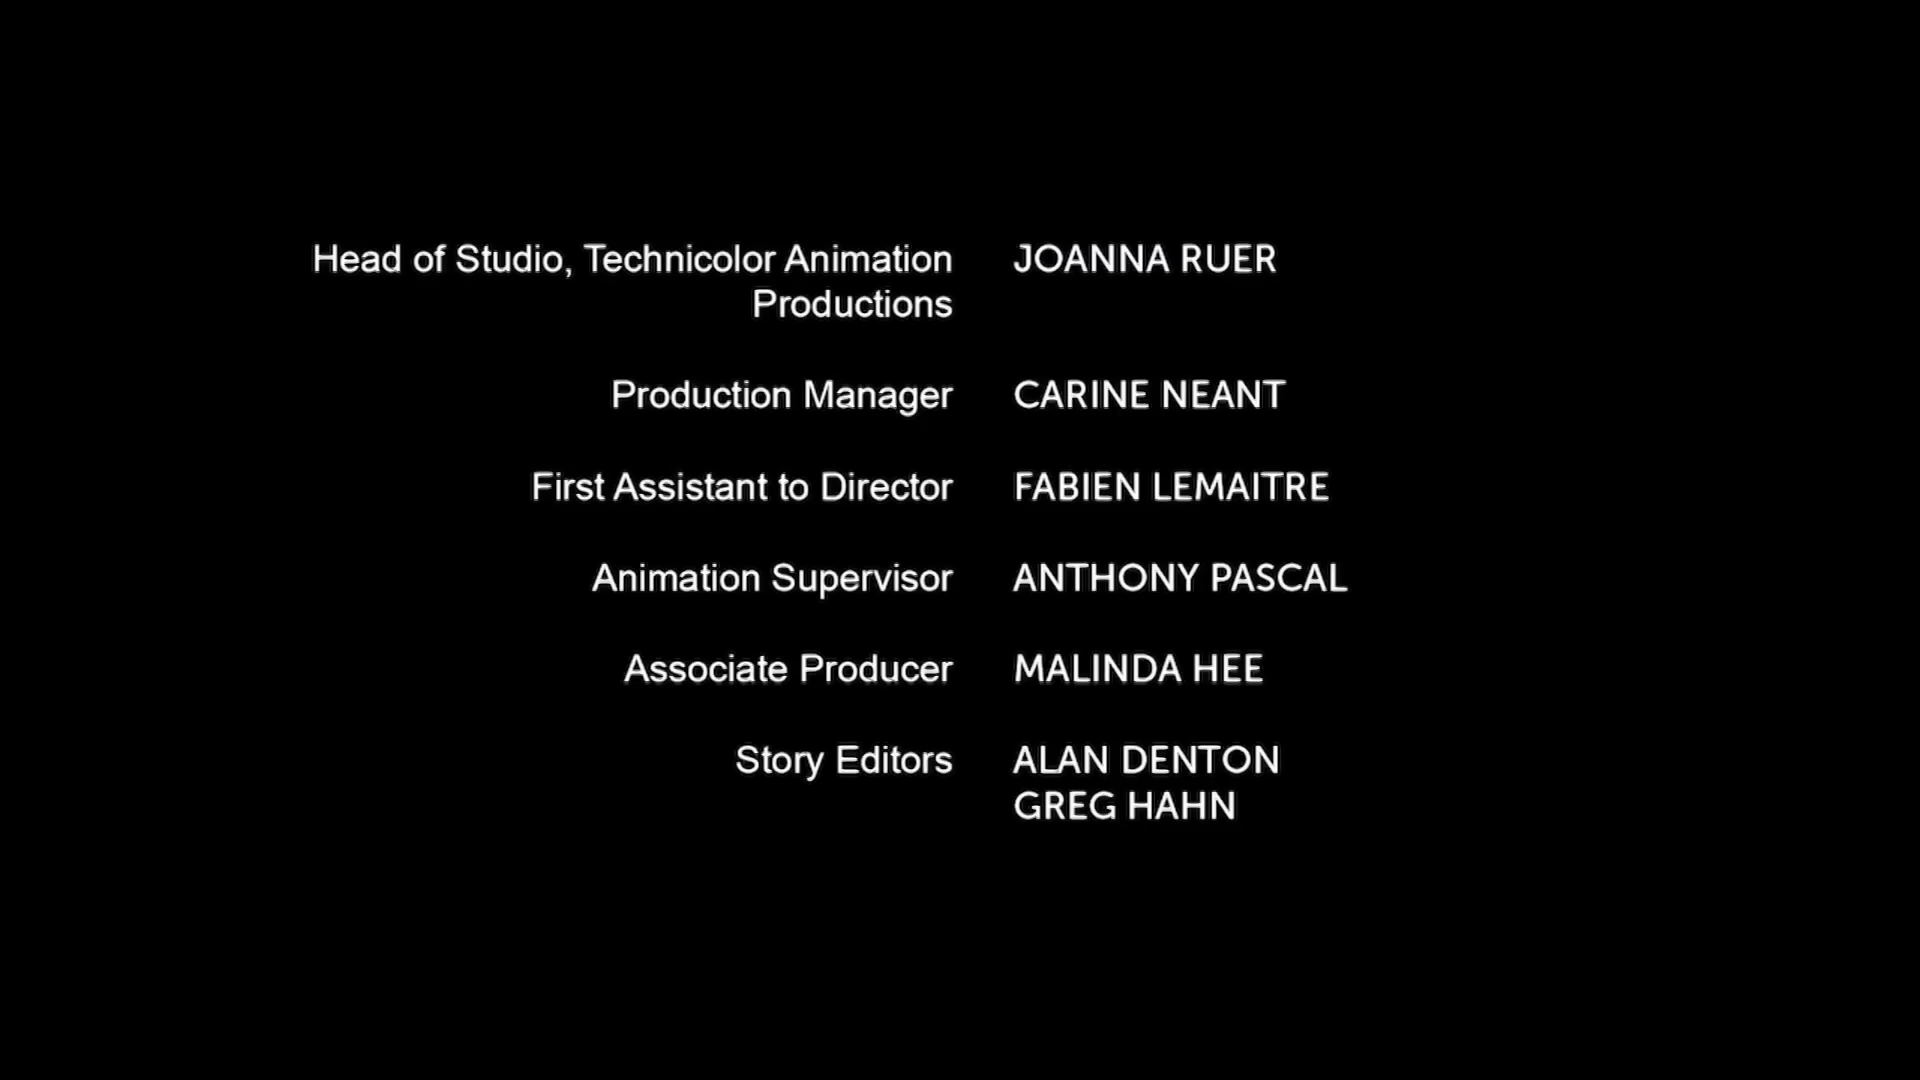 Head of Studio, Technicolor Animation JOANNA RUER
Productions
Production Manager CARINE NEANT
First Assistant to Director FABIEN LEMAITRE
Animation Supervisor ANTHONY PASCAL
Associate Producer MALINDA HEE
Story Editors ALAN DENTON
GREG HAHN